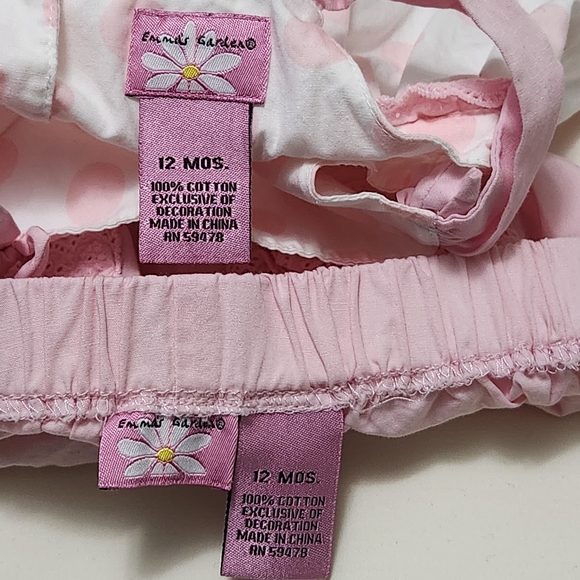 Emma's Garden®
12 MOS.
100% COTTON
EXCLUSIVE OF
DECORATION
MADE IN CHINA
RN 59478
Emma's Garden®
12 MOS.
100% COTTON
EXCLUSIVE OF
DECORATION
MADE IN CHINA
RN 59478